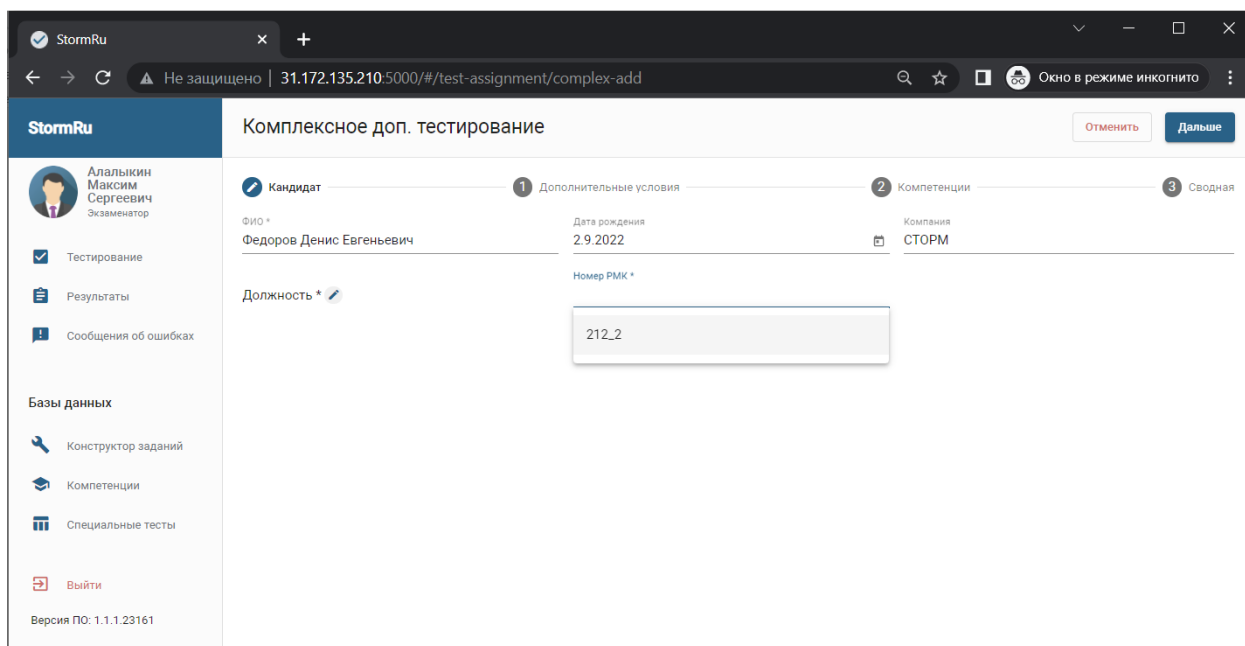 StormRu
Не защищено | 31.172.135.210:5000/#/test-assignment/complex-add
Окно в режиме инкогнито
StormRu
Комплексное доп. тестирование
Отменить
Дальше
Алалыкин
Максим
Сергеевич
Экзаменатор
Тестирование
Результаты
Сообщения об ошибках
Базы данных
Конструктор заданий
Компетенции
Специальные тесты
Выйти
Версия ПО: 1.1.1.23161
Кандидат
1 Дополнительные условия
2 Компетенции
3 Сводная
ФИО *
Федоров Денис Евгеньевич
Дата рождения
2.9.2022
Компания
СТОРМ
Должность *
Номер РМК *
212_2